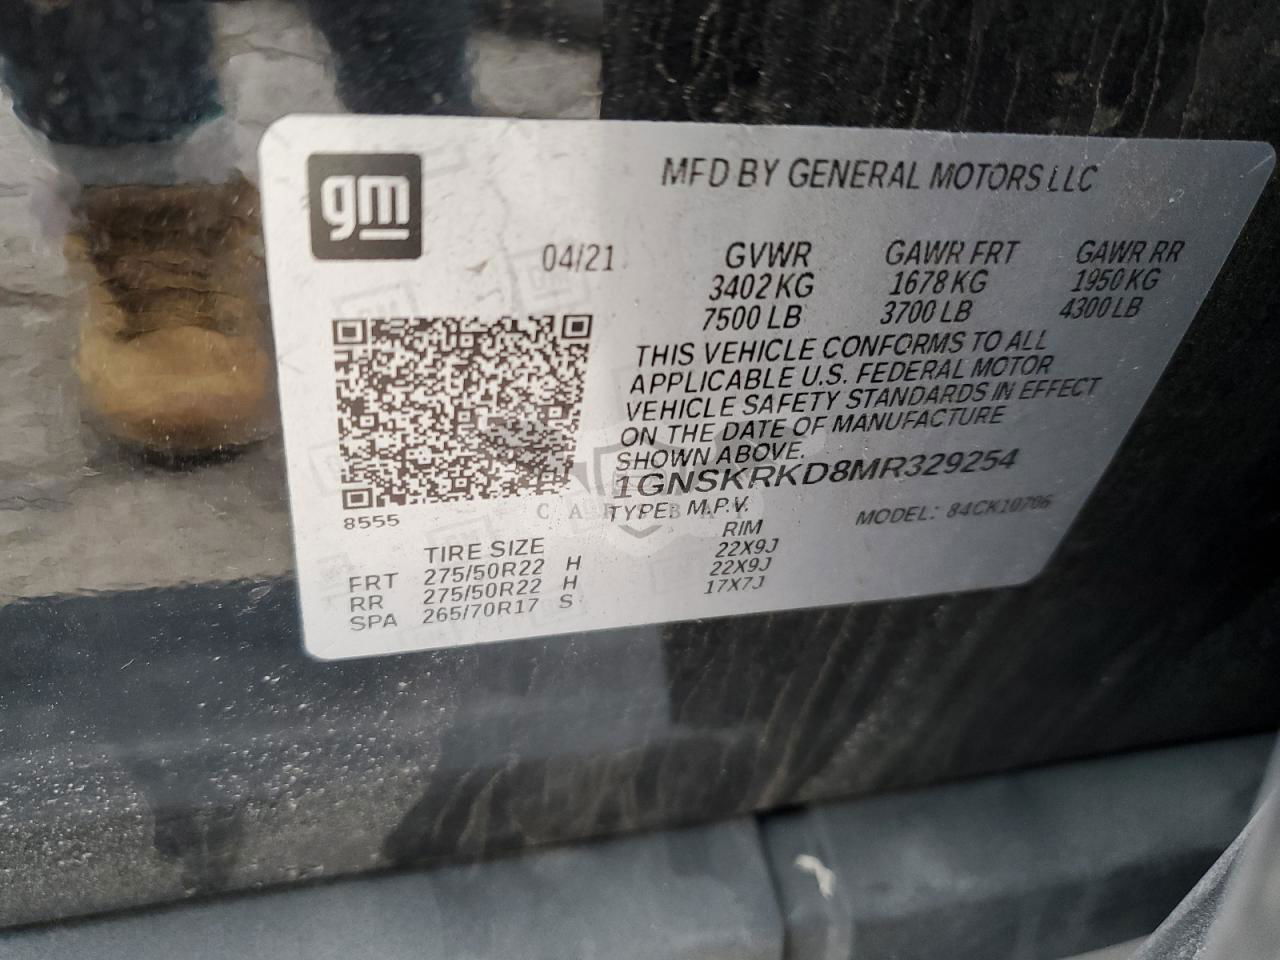 gm
MFD BY GENERAL MOTORS LLC
04/21 GVWR GAWR FRT GAWR RR
3402 KG 1678 KG 1950 KG
7500 LB 3700 LB 4300 LB
THIS VEHICLE CONFORMS TO ALL
APPLICABLE U.S. FEDERAL MOTOR
VEHICLE SAFETY STANDARDS IN EFFECT
ON THE DATE OF MANUFACTURE
SHOWN ABOVE.
1GNSKRKD8MR329254
TYPE: M.P.V. MODEL: 84CK10706
8555
TIRE SIZE RIM
FRT 275/50R22 H 22X9J
RR 275/50R22 H 22X9J
SPA 265/70R17 S 17X7J